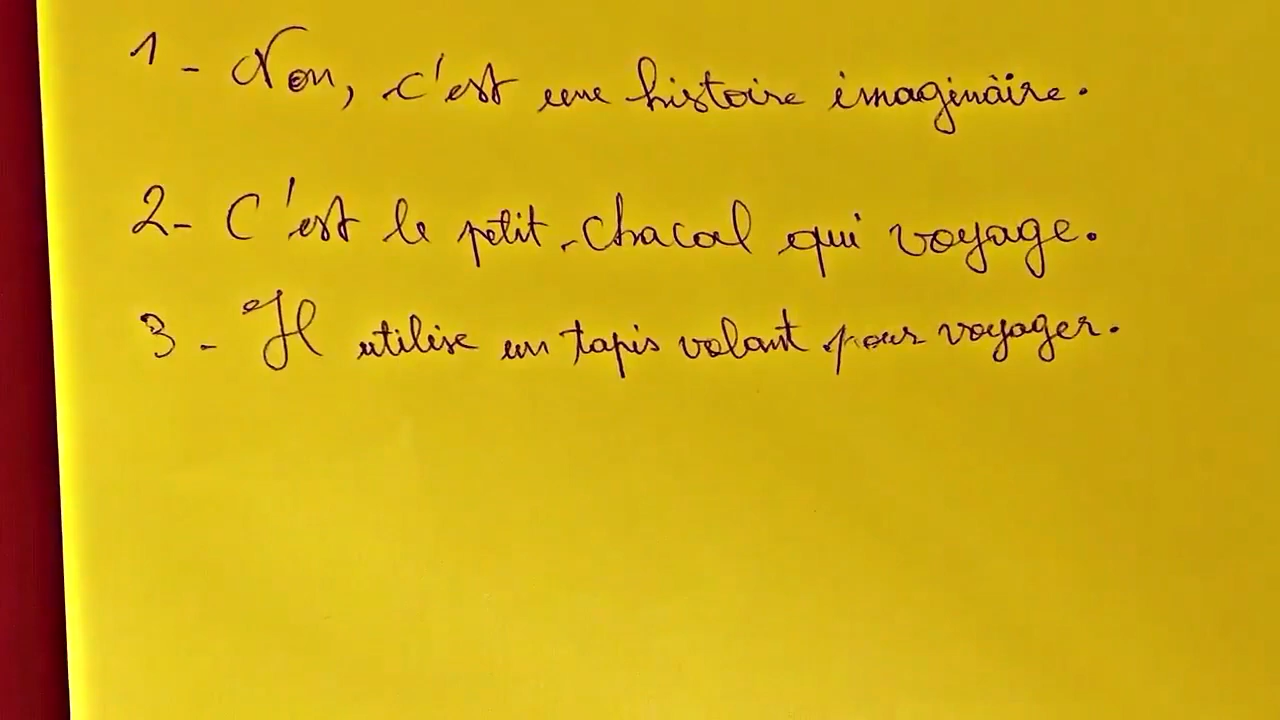 1 - Non, c'est une histoire imaginaire.
2 - C'est le petit chacal qui voyage.
3 - Il utilise un tapis volant pour voyager.